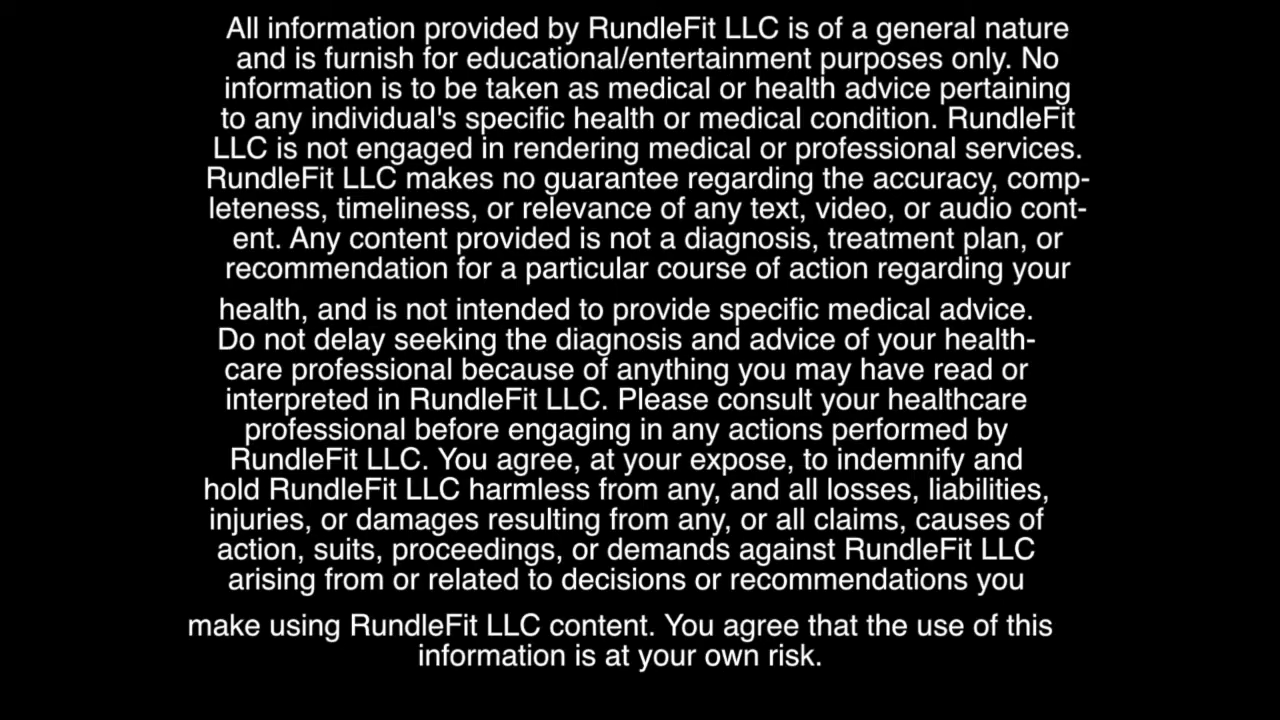 All information provided by RundleFit LLC is of a general nature
and is furnish for educational/entertainment purposes only. No
information is to be taken as medical or health advice pertaining
to any individual's specific health or medical condition. RundleFit
LLC is not engaged in rendering medical or professional services.
RundleFit LLC makes no guarantee regarding the accuracy, comp-
leteness, timeliness, or relevance of any text, video, or audio cont-
ent. Any content provided is not a diagnosis, treatment plan, or
recommendation for a particular course of action regarding your
health, and is not intended to provide specific medical advice.
Do not delay seeking the diagnosis and advice of your health-
care professional because of anything you may have read or
interpreted in RundleFit LLC. Please consult your healthcare
professional before engaging in any actions performed by
RundleFit LLC. You agree, at your expose, to indemnify and
hold RundleFit LLC harmless from any, and all losses, liabilities,
injuries, or damages resulting from any, or all claims, causes of
action, suits, proceedings, or demands against RundleFit LLC
arising from or related to decisions or recommendations you
make using RundleFit LLC content. You agree that the use of this
information is at your own risk.